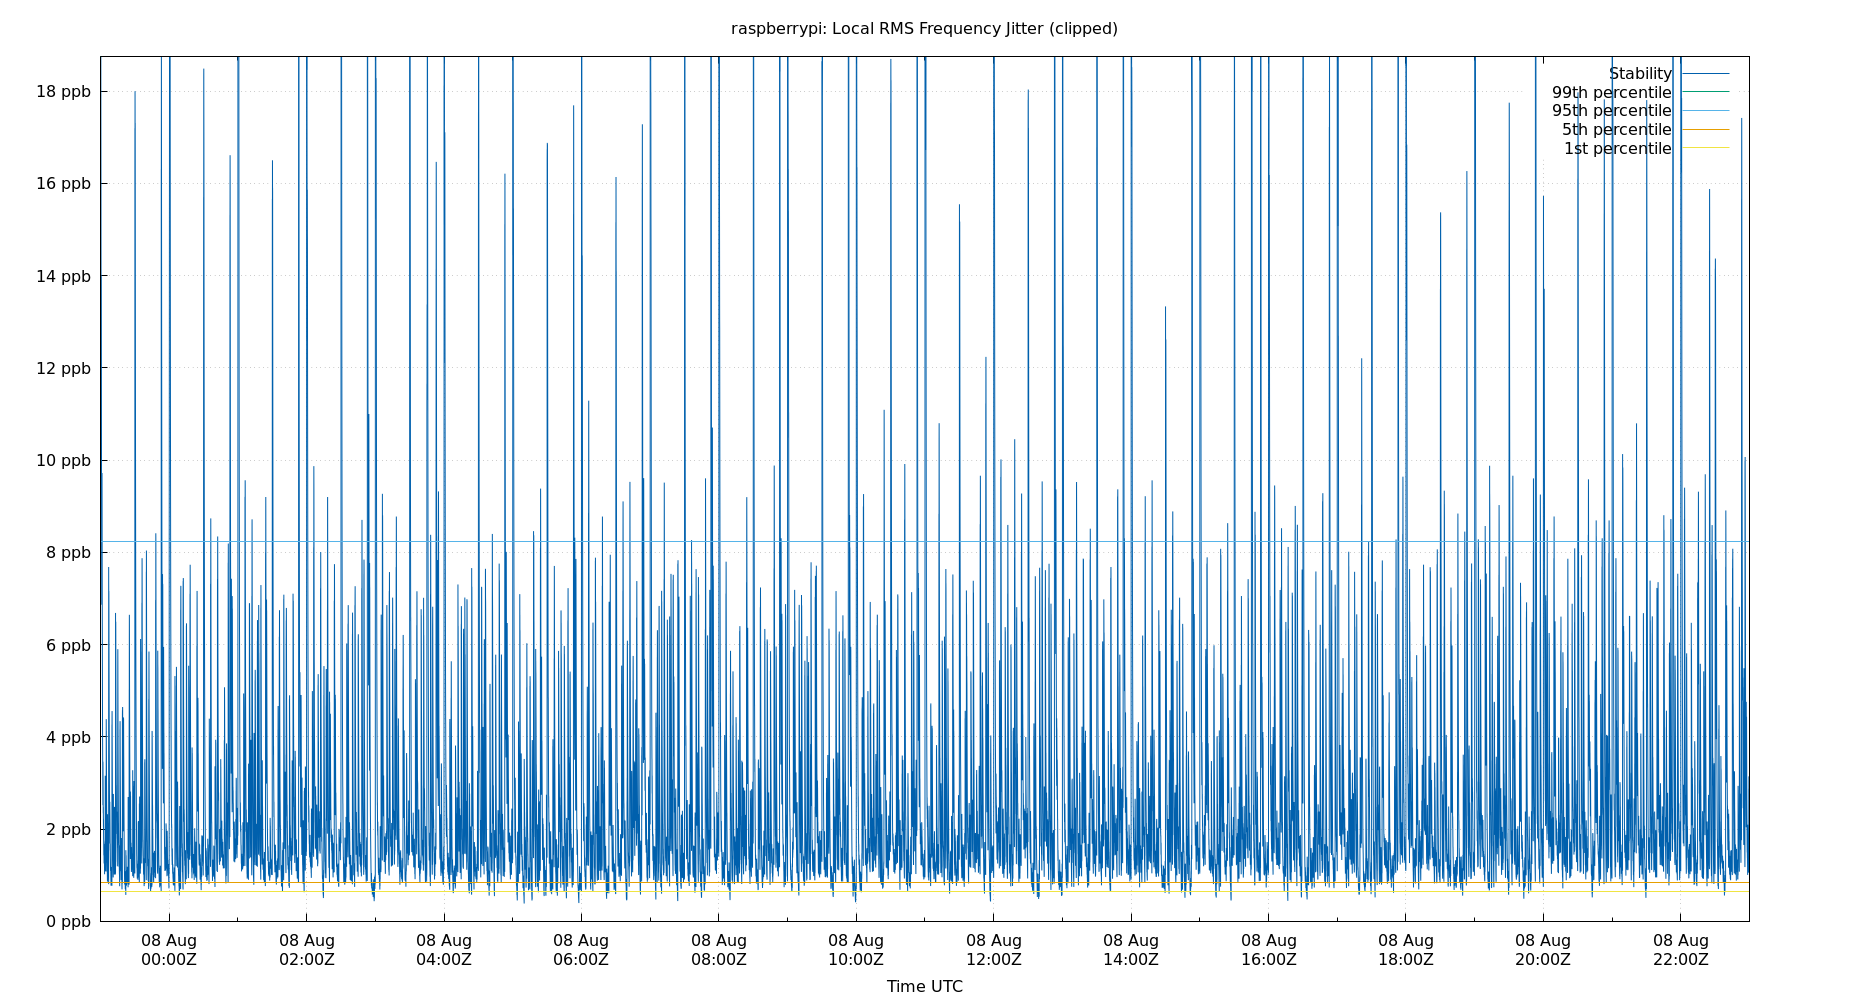 raspberrypi: Local RMS Frequency Jitter (clipped)
Stability
99th percentile
95th percentile
5th percentile
1st percentile
18 ppb
16 ppb
14 ppb
12 ppb
10 ppb
8 ppb
6 ppb
4 ppb
2 ppb
0 ppb
08 Aug 08 Aug 08 Aug 08 Aug 08 Aug 08 Aug 08 Aug 08 Aug 08 Aug 08 Aug 08 Aug 08 Aug
00:00Z 02:00Z 04:00Z 06:00Z 08:00Z 10:00Z 12:00Z 14:00Z 16:00Z 18:00Z 20:00Z 22:00Z
Time UTC